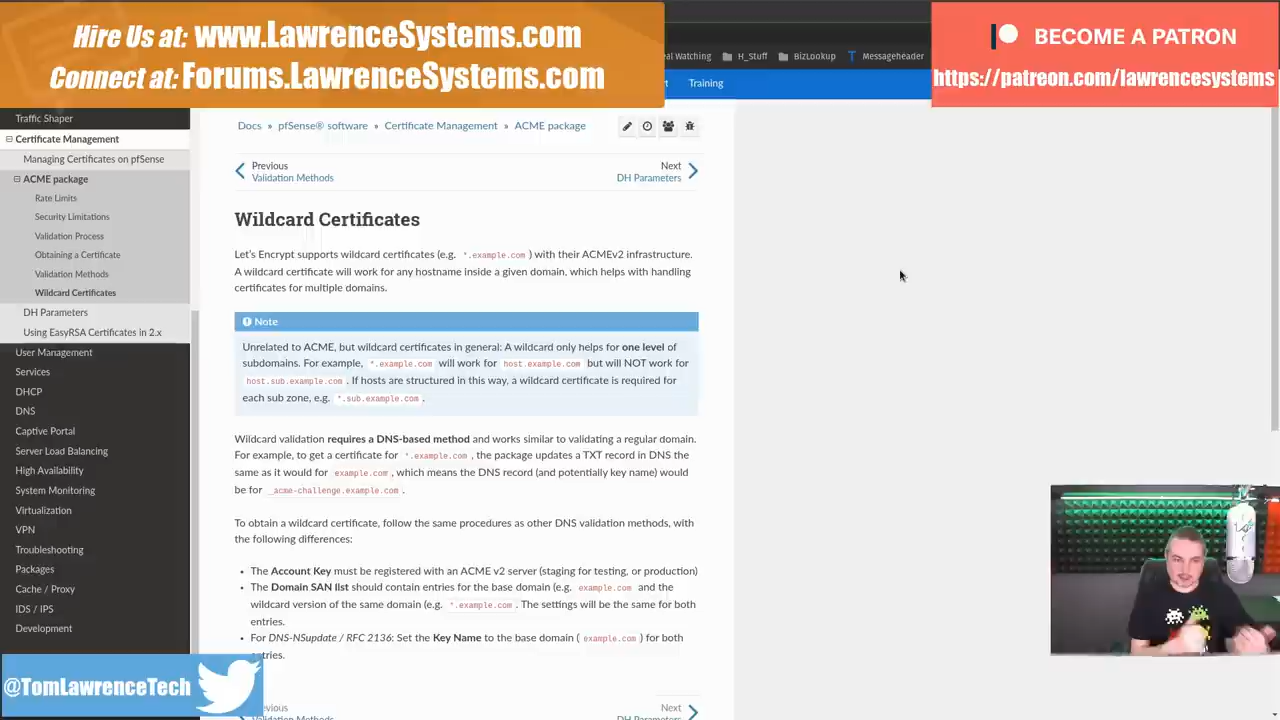 Hire Us at: www.LawrenceSystems.com
Connect at: Forums.LawrenceSystems.com
BECOME A PATRON
https://patreon.com/lawrencesystems
Watching
H_Stuff
BizLookup
Messageheader
Training
Traffic Shaper
Certificate Management
Managing Certificates on pfSense
ACME package
Rate Limits
Security Limitations
Validation Process
Obtaining a Certificate
Validation Methods
Wildcard Certificates
DH Parameters
Using EasyRSA Certificates in 2.x
User Management
Services
DHCP
DNS
Captive Portal
Server Load Balancing
High Availability
System Monitoring
Virtualization
VPN
Troubleshooting
Packages
Cache / Proxy
IDS / IPS
Development
Docs » pfSense® software » Certificate Management » ACME package
Previous
Validation Methods
Next
DH Parameters
Wildcard Certificates
Let's Encrypt supports wildcard certificates (e.g. *.example.com ) with their ACMEv2 infrastructure.
A wildcard certificate will work for any hostname inside a given domain, which helps with handling
certificates for multiple domains.
Note
Unrelated to ACME, but wildcard certificates in general: A wildcard only helps for one level of
subdomains. For example, *.example.com will work for host.example.com but will NOT work for
host.sub.example.com . If hosts are structured in this way, a wildcard certificate is required for
each sub zone, e.g. *.sub.example.com .
Wildcard validation requires a DNS-based method and works similar to validating a regular domain.
For example, to get a certificate for *.example.com , the package updates a TXT record in DNS the
same as it would for example.com , which means the DNS record (and potentially key name) would
be for _acme-challenge.example.com .
To obtain a wildcard certificate, follow the same procedures as other DNS validation methods, with
the following differences:
• The Account Key must be registered with an ACME v2 server (staging for testing, or production)
• The Domain SAN list should contain entries for the base domain (e.g. example.com and the
wildcard version of the same domain (e.g. *.example.com . The settings will be the same for both
entries.
• For DNS-NSupdate / RFC 2136: Set the Key Name to the base domain ( example.com ) for both
entries.
Next
@TomLawrenceTech